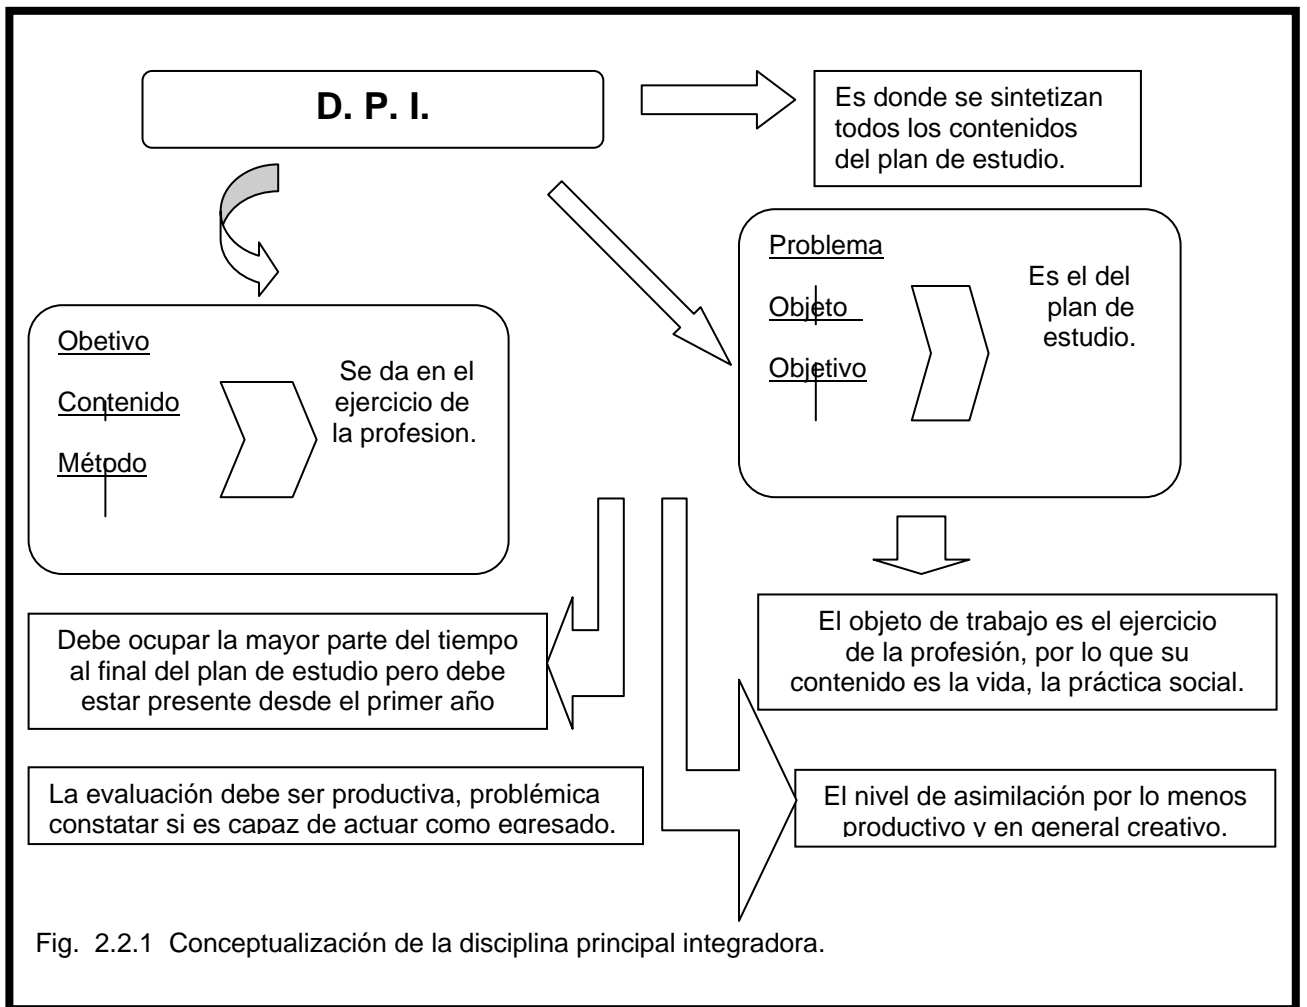 D. P. I.
Es donde se sintetizan
todos los contenidos
del plan de estudio.
Problema
Objeto
Objetivo
Es el del
plan de
estudio.
Obetivo
Contenido
Método
Se da en el
ejercicio de
la profesion.
Debe ocupar la mayor parte del tiempo
al final del plan de estudio pero debe
estar presente desde el primer año
El objeto de trabajo es el ejercicio
de la profesión, por lo que su
contenido es la vida, la práctica social.
La evaluación debe ser productiva, problémica
constatar si es capaz de actuar como egresado.
El nivel de asimilación por lo menos
productivo y en general creativo.
Fig. 2.2.1 Conceptualización de la disciplina principal integradora.